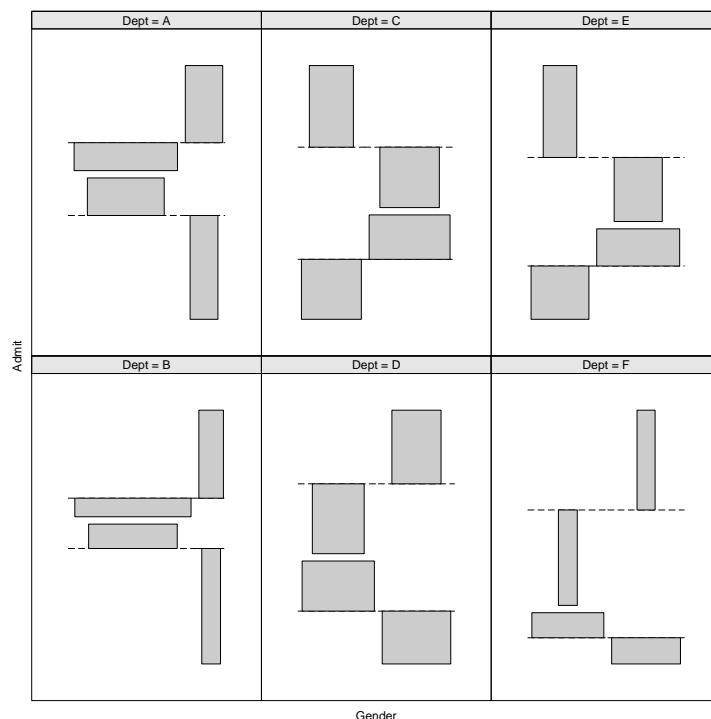 Dept = A
Dept = C
Dept = E
Admit
Dept = B
Dept = D
Dept = F
Gender